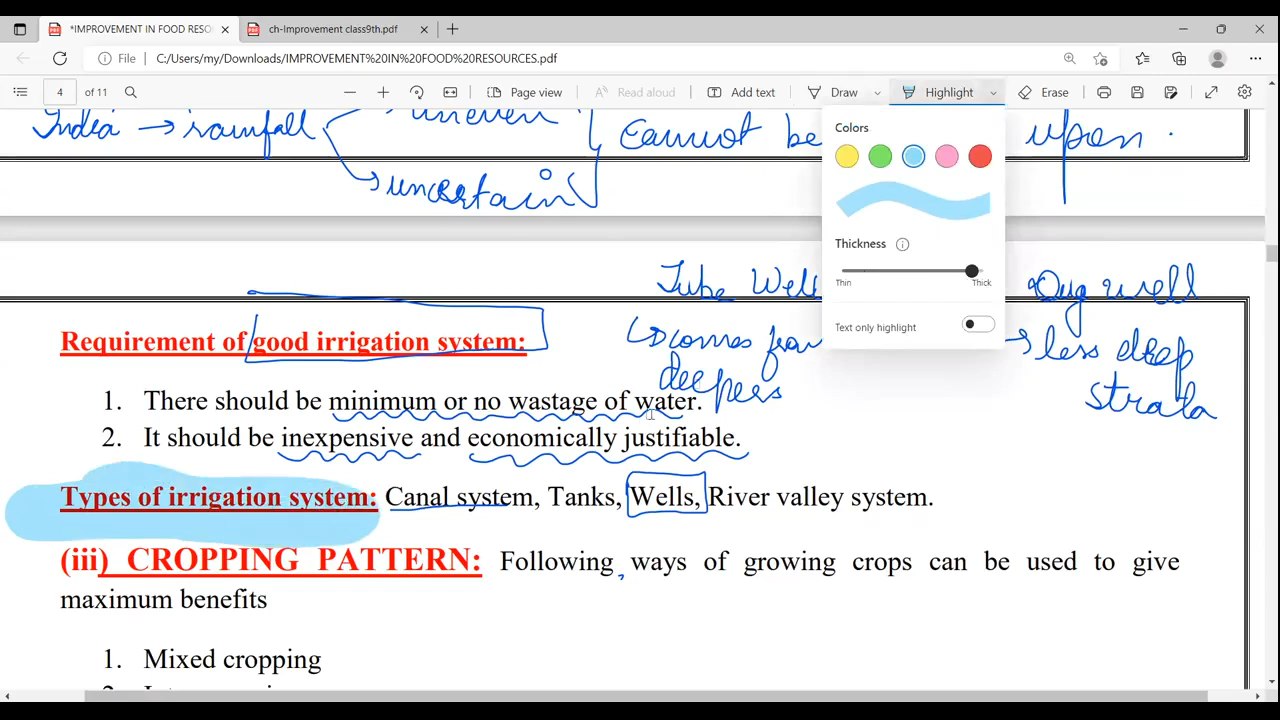 *IMPROVEMENT IN FOOD RESO
ch-Improvement class9th.pdf
File
C:/Users/my/Downloads/IMPROVEMENT%20IN%20FOOD%20RESOURCES.pdf
4 of 11
Page view
Read aloud
Add text
Draw
Highlight
Erase
Colors
Thickness
Thin
Thick
Text only highlight
India → rainfall
uneven
uncertain
Cannot be
upon.
Tube Well
Dug well
comes from
deepers
less deep
strata
Requirement of good irrigation system:
1. There should be minimum or no wastage of water.
2. It should be inexpensive and economically justifiable.
Types of irrigation system: Canal system, Tanks, Wells, River valley system.
(iii) CROPPING PATTERN: Following ways of growing crops can be used to give
maximum benefits
1. Mixed cropping